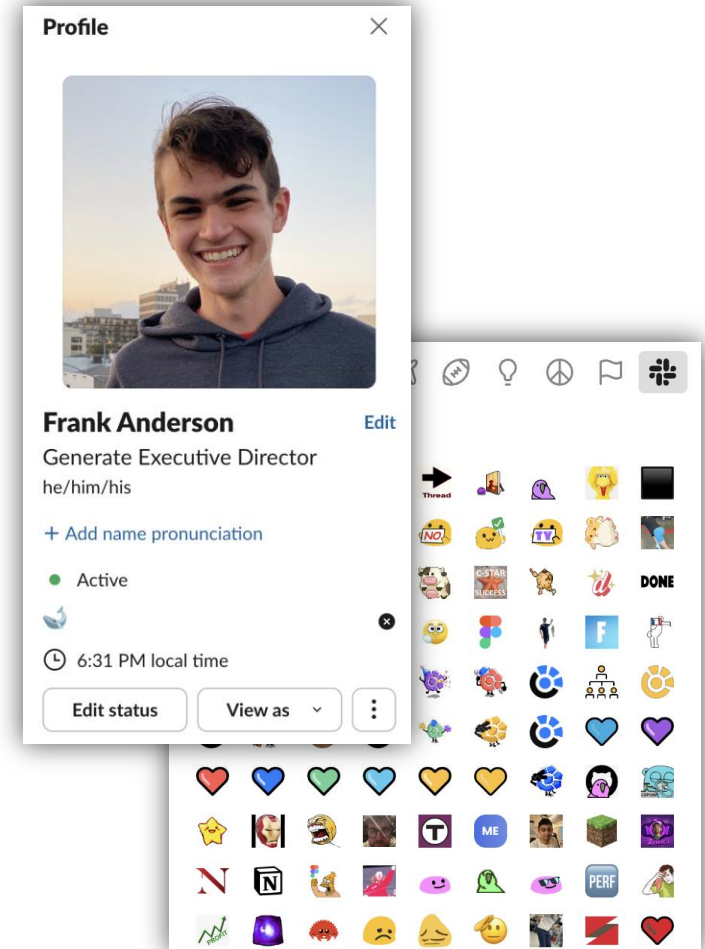 Profile
Frank Anderson
Edit
Generate Executive Director
he/him/his
+ Add name pronunciation
Active
6:31 PM local time
Edit status
View as
Thread
NO
TV
C-STAR
SUCCESS
d
DONE
F
T
ME
N
N
PERF
PROFIT